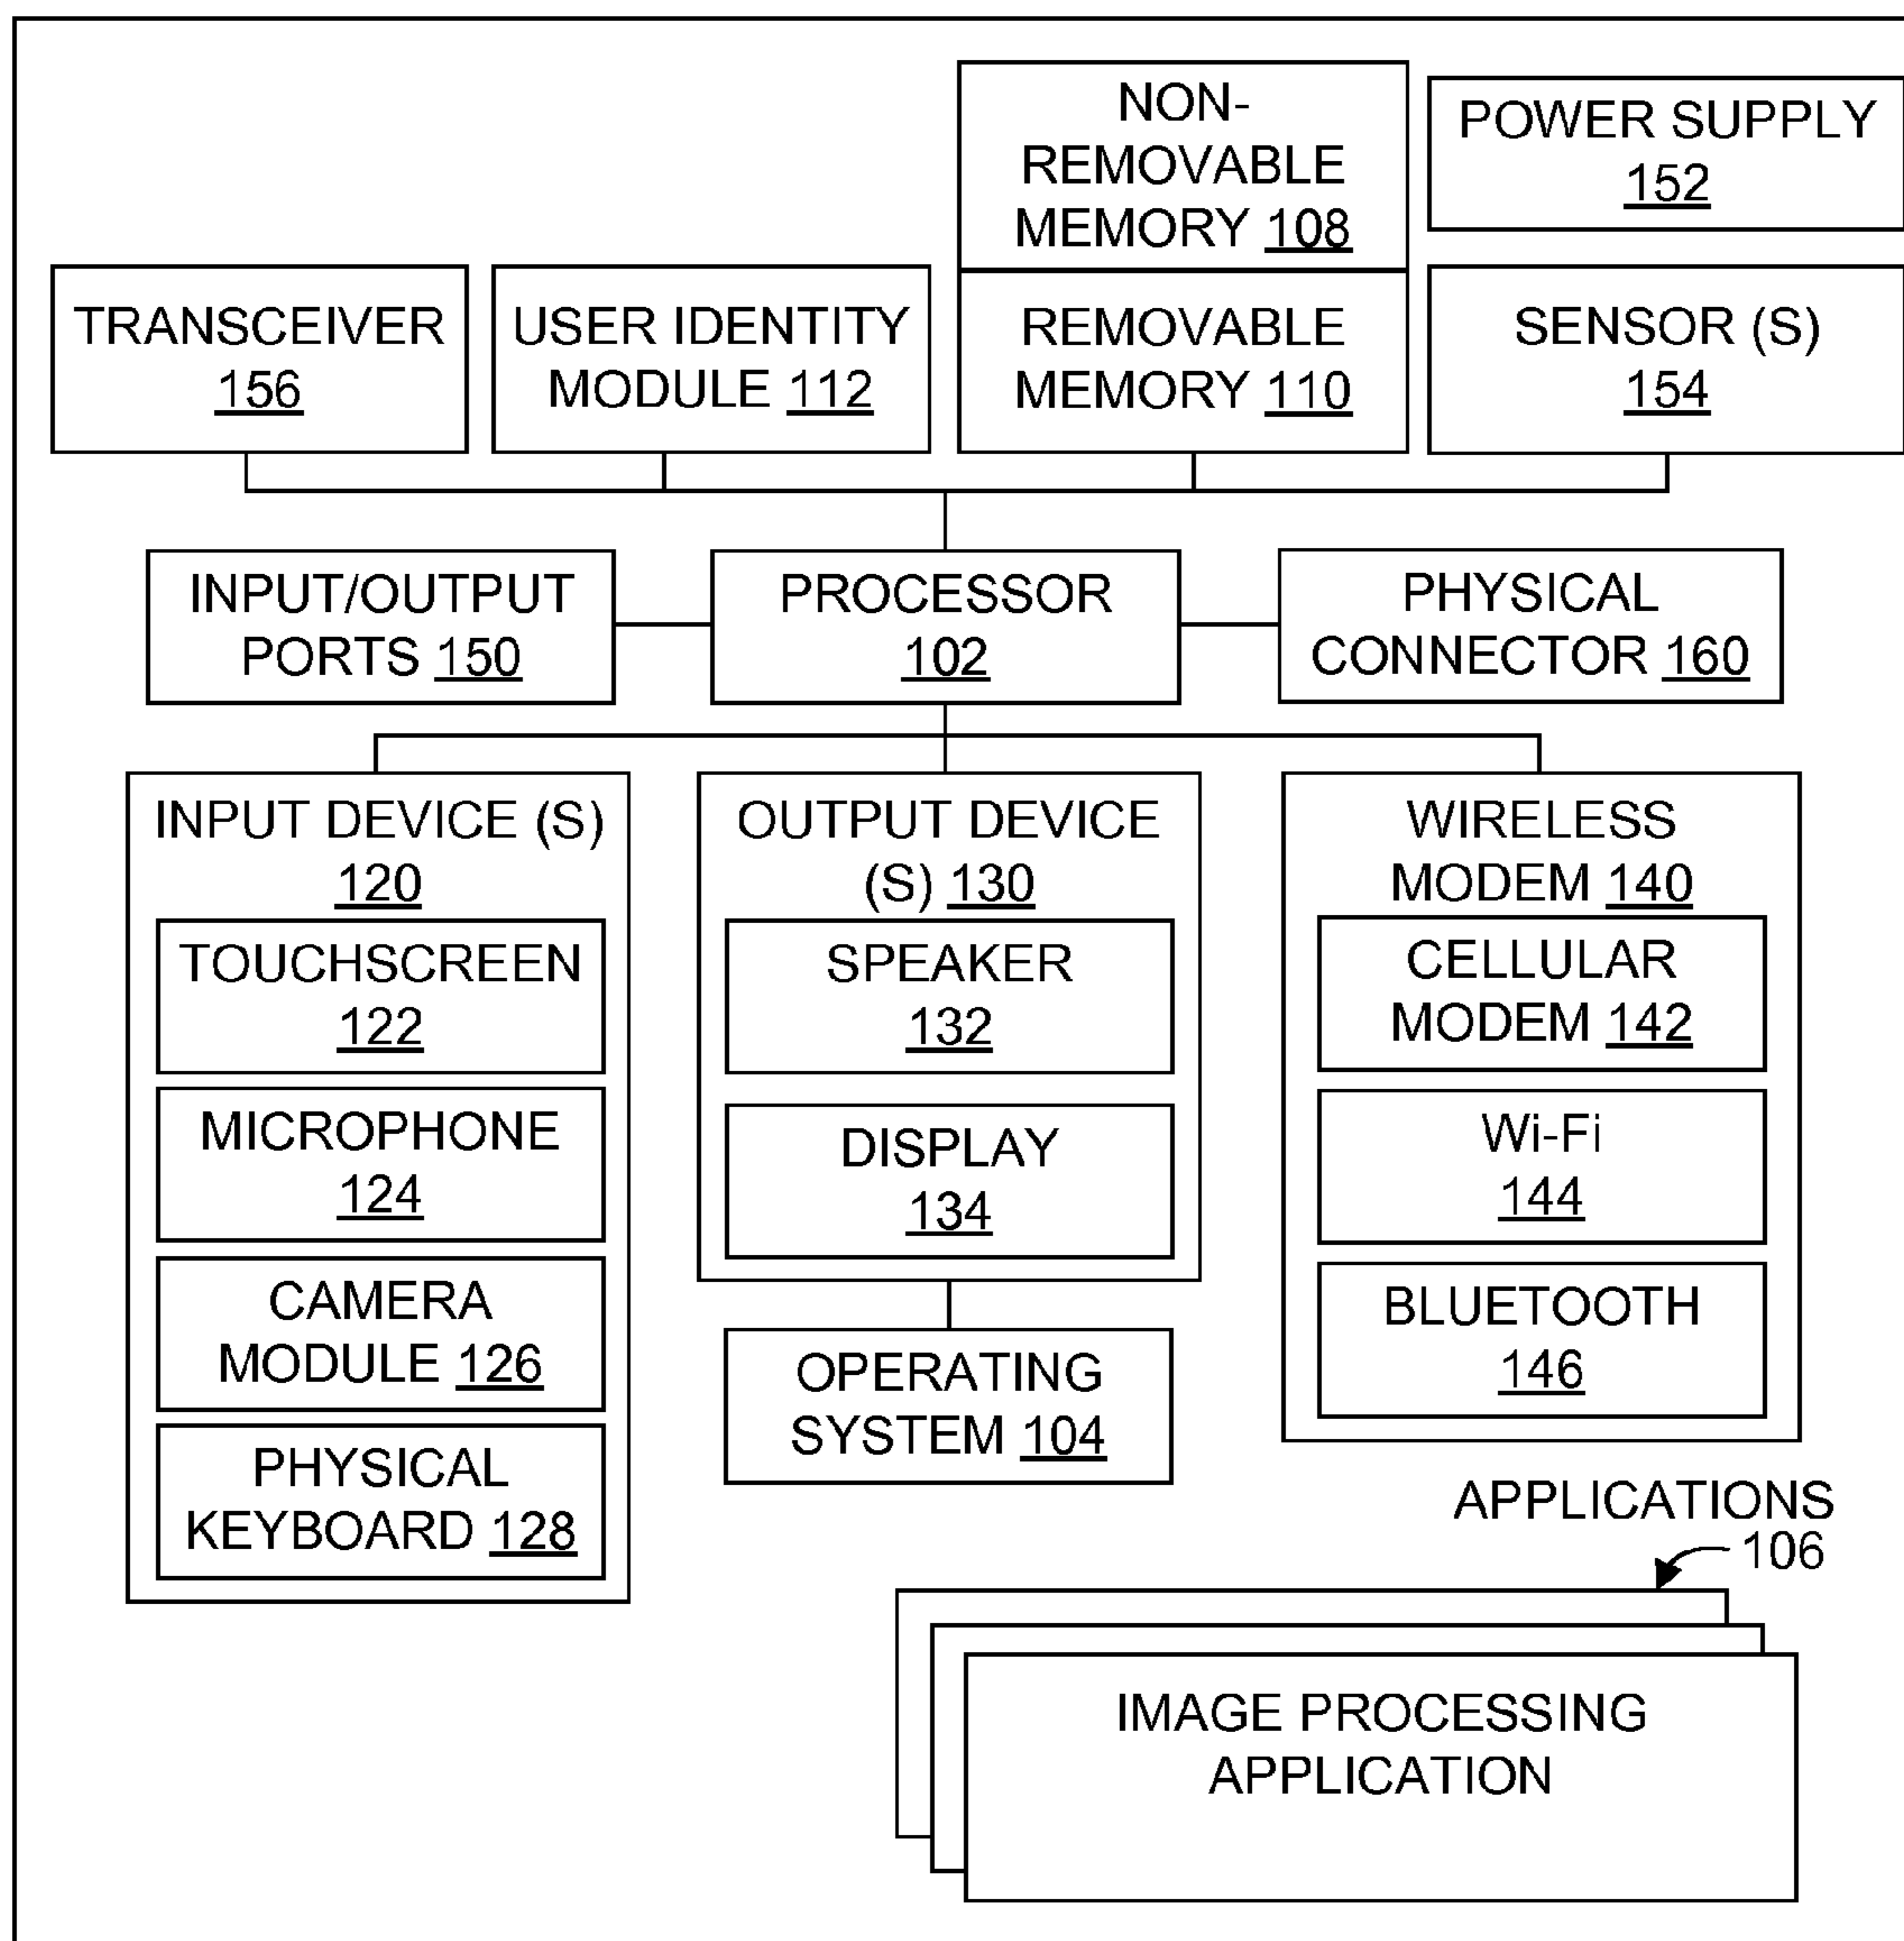 NON-
REMOVABLE
MEMORY 108
POWER SUPPLY
152
TRANSCEIVER
156
USER IDENTITY
MODULE 112
REMOVABLE
MEMORY 110
SENSOR (S)
154
INPUT/OUTPUT
PORTS 150
PROCESSOR
102
PHYSICAL
CONNECTOR 160
INPUT DEVICE (S)
120
TOUCHSCREEN
122
MICROPHONE
124
CAMERA
MODULE 126
PHYSICAL
KEYBOARD 128
OUTPUT DEVICE
(S) 130
SPEAKER
132
DISPLAY
134
OPERATING
SYSTEM 104
WIRELESS
MODEM 140
CELLULAR
MODEM 142
Wi-Fi
144
BLUETOOTH
146
APPLICATIONS
106
IMAGE PROCESSING
APPLICATION